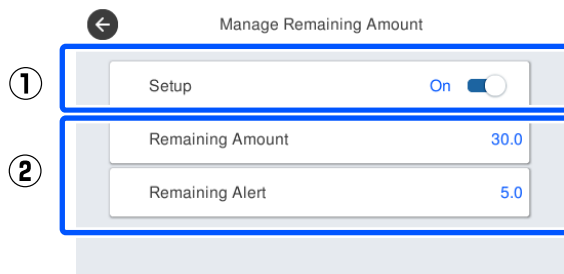 Manage Remaining Amount
① Setup On
② Remaining Amount 30.0
Remaining Alert 5.0